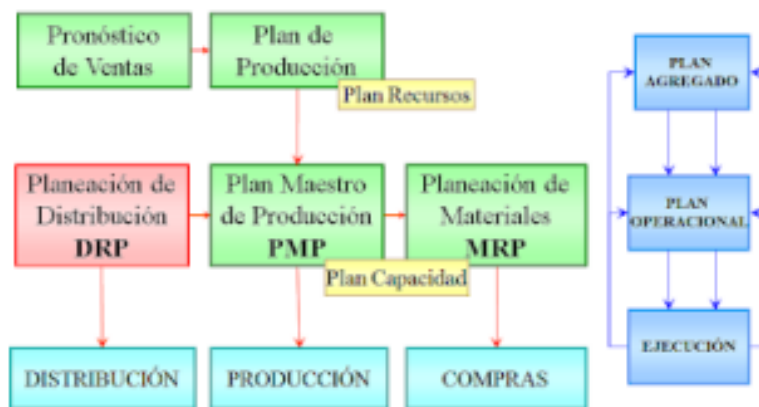 Pronóstico
de Ventas
Plan de
Producción
Plan Recursos
Planeación de
Distribución
DRP
Plan Maestro
de Producción
PMP
Planeación de
Materiales
MRP
Plan Capacidad
DISTRIBUCIÓN
PRODUCCIÓN
COMPRAS
PLAN
AGREGADO
PLAN
OPERACIONAL
EJECUCIÓN